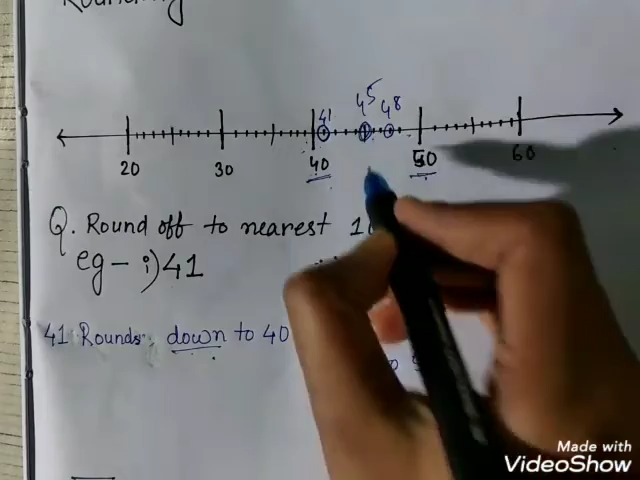 Rounding
41 45 48
20 30 40 50 60
Q. Round off to nearest
eg - i) 41
41 Rounds down to 40
Made with
VideoShow